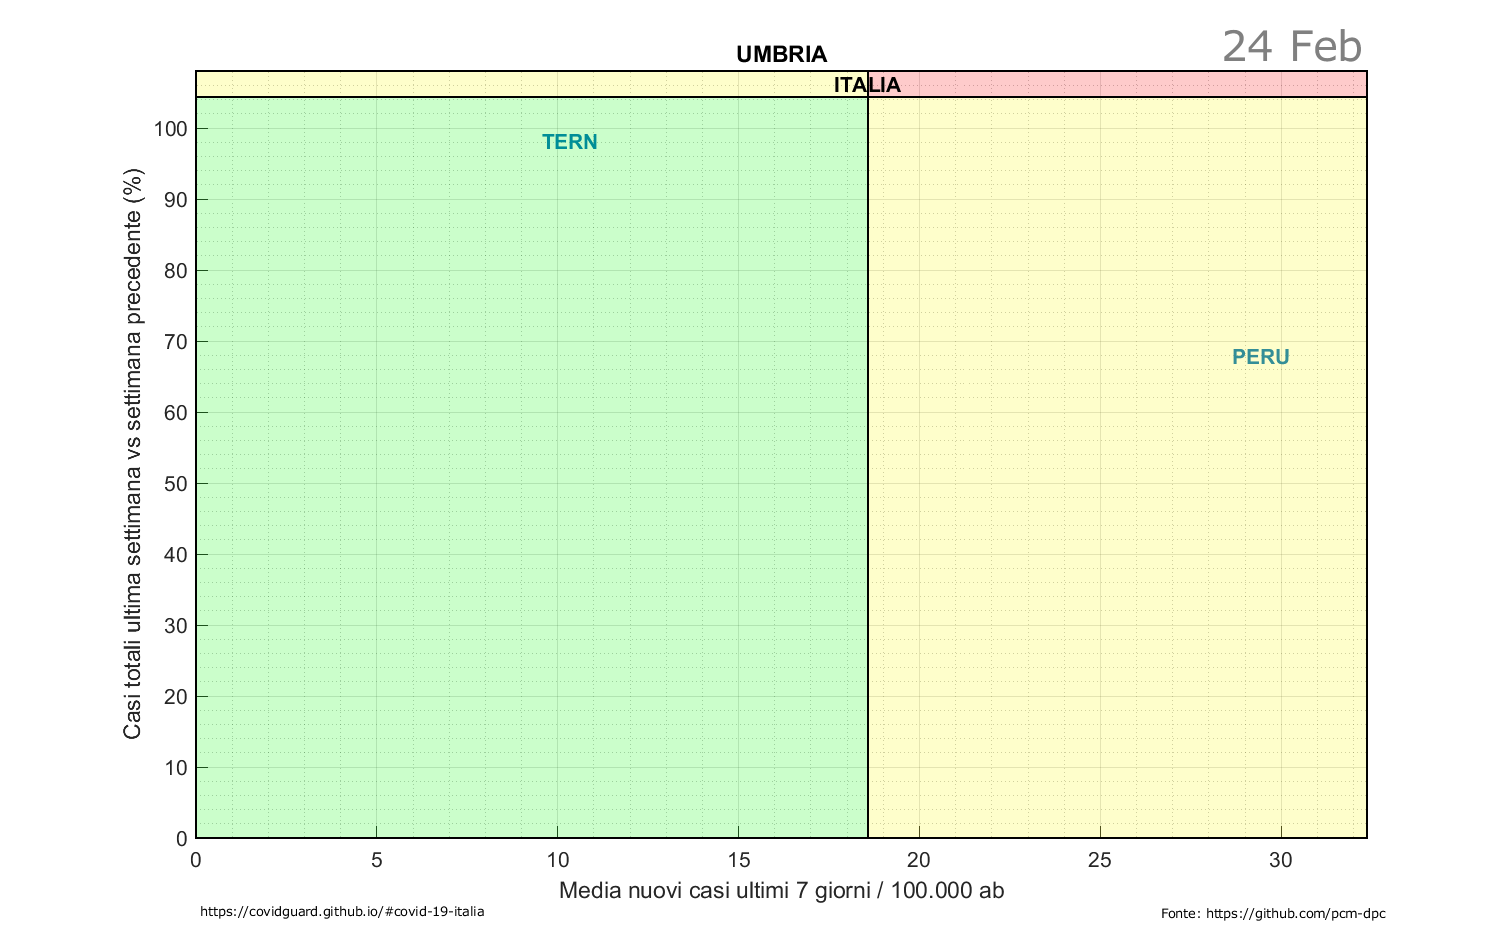 24 Feb
UMBRIA
ITALIA
TERN
PERU
100
90
80
70
60
50
40
30
20
10
0
Casi totali ultima settimana vs settimana precedente (%)
0 5 10 15 20 25 30
Media nuovi casi ultimi 7 giorni / 100.000 ab
https://covidguard.github.io/#covid-19-italia
Fonte: https://github.com/pcm-dpc